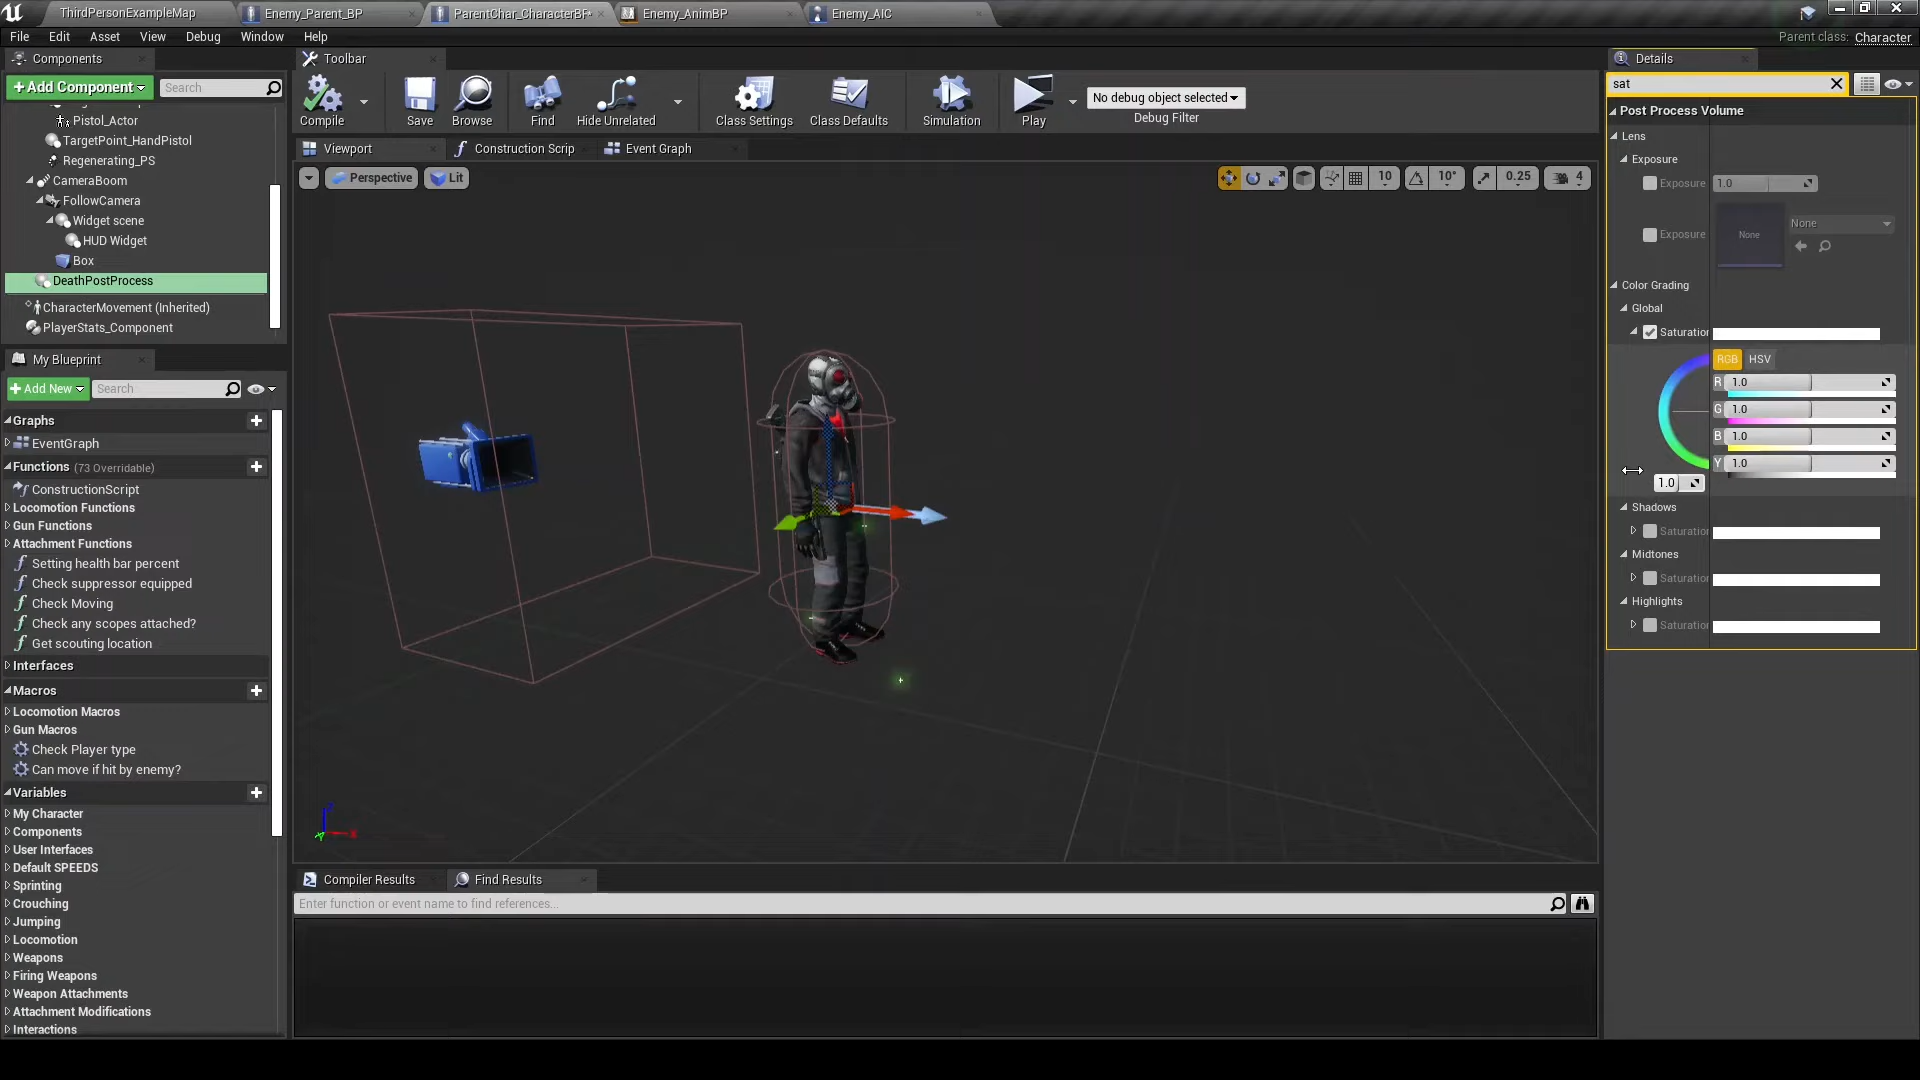 ThirdPersonExampleMap
Enemy_Parent_BP
ParentChar_CharacterBP*
Enemy_AnimBP
Enemy_AIC
File
Edit
Asset
View
Debug
Window
Help
Parent class: Character
Components
+Add Component
Search
Pistol_Actor
TargetPoint_HandPistol
Regenerating_PS
CameraBoom
FollowCamera
Widget scene
HUD Widget
Box
DeathPostProcess
CharacterMovement (Inherited)
PlayerStats_Component
My Blueprint
+Add New
Search
Graphs
EventGraph
Functions (73 Overridable)
ConstructionScript
Locomotion Functions
Gun Functions
Attachment Functions
Setting health bar percent
Check suppressor equipped
Check Moving
Check any scopes attached?
Get scouting location
Interfaces
Macros
Locomotion Macros
Gun Macros
Check Player type
Can move if hit by enemy?
Variables
My Character
Components
User Interfaces
Default SPEEDS
Sprinting
Crouching
Jumping
Locomotion
Weapons
Firing Weapons
Weapon Attachments
Attachment Modifications
Interactions
Toolbar
Compile
Save
Browse
Find
Hide Unrelated
Class Settings
Class Defaults
Simulation
Play
No debug object selected
Debug Filter
Viewport
Construction Scrip
Event Graph
Perspective
Lit
10
10°
0.25
4
Z
X
Y
Compiler Results
Find Results
Enter function or event name to find references...
Details
sat
Post Process Volume
Lens
Exposure
Exposure
1.0
Exposure
None
None
Color Grading
Global
Saturation
RGB HSV
R 1.0
G 1.0
B 1.0
Y 1.0
1.0
Shadows
Saturation
Midtones
Saturation
Highlights
Saturation